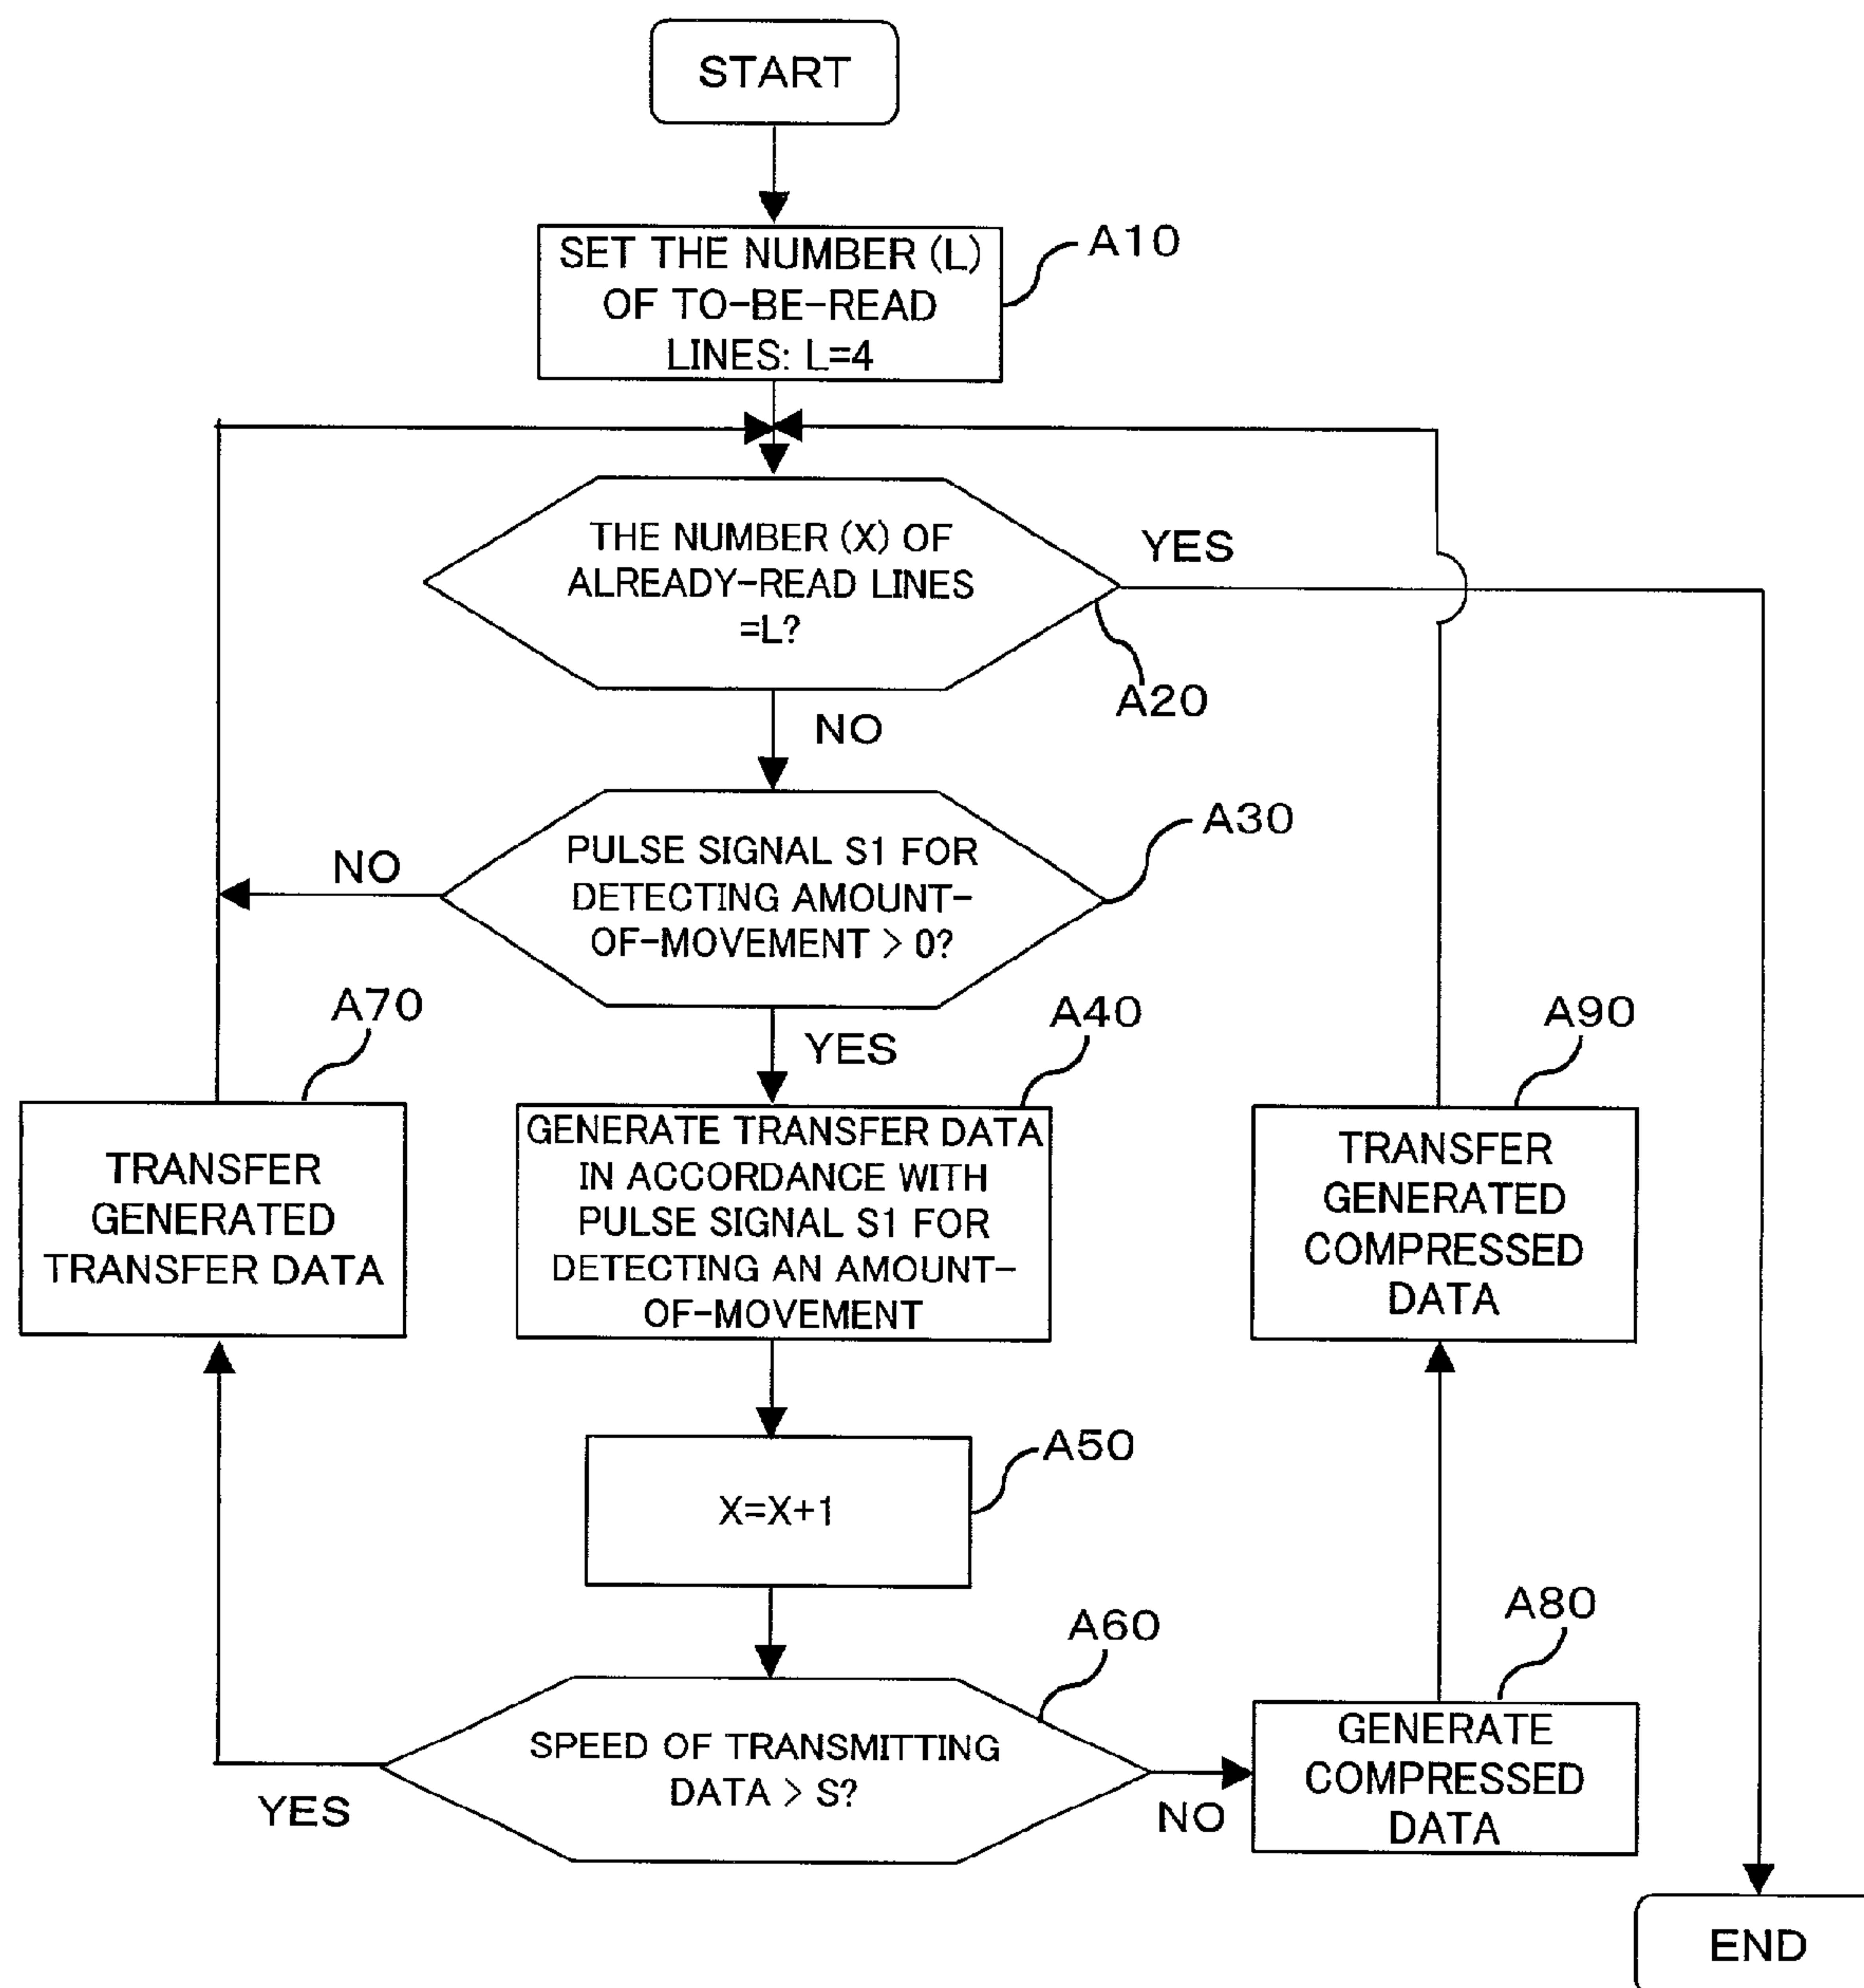 START
SET THE NUMBER (L)
OF TO-BE-READ
LINES: L=4
A10
THE NUMBER (X) OF
ALREADY-READ LINES
=L?
YES
A20
NO
PULSE SIGNAL S1 FOR
DETECTING AMOUNT-
OF-MOVEMENT > 0?
A30
NO
YES
A70
TRANSFER
GENERATED
TRANSFER DATA
A40
GENERATE TRANSFER DATA
IN ACCORDANCE WITH
PULSE SIGNAL S1 FOR
DETECTING AN AMOUNT-
OF-MOVEMENT
A90
TRANSFER
GENERATED
COMPRESSED
DATA
A50
X=X+1
A60
SPEED OF TRANSMITTING
DATA > S?
YES
NO
A80
GENERATE
COMPRESSED
DATA
END